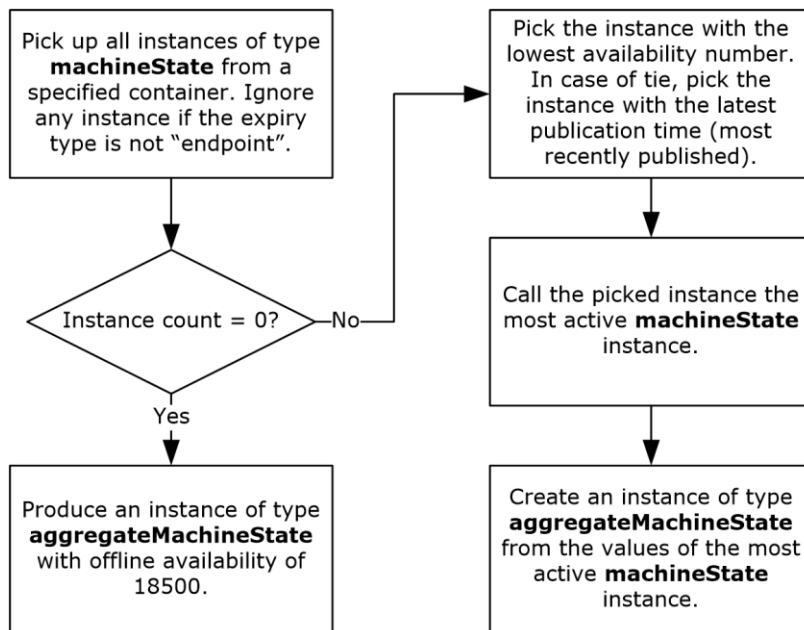 Pick up all instances of type
machineState from a
specified container. Ignore
any instance if the expiry
type is not “endpoint”.
Instance count = 0?
No
Yes
Produce an instance of type
aggregateMachineState
with offline availability of
18500.
Pick the instance with the
lowest availability number.
In case of tie, pick the
instance with the latest
publication time (most
recently published).
Call the picked instance the
most active machineState
instance.
Create an instance of type
aggregateMachineState
from the values of the most
active machineState
instance.